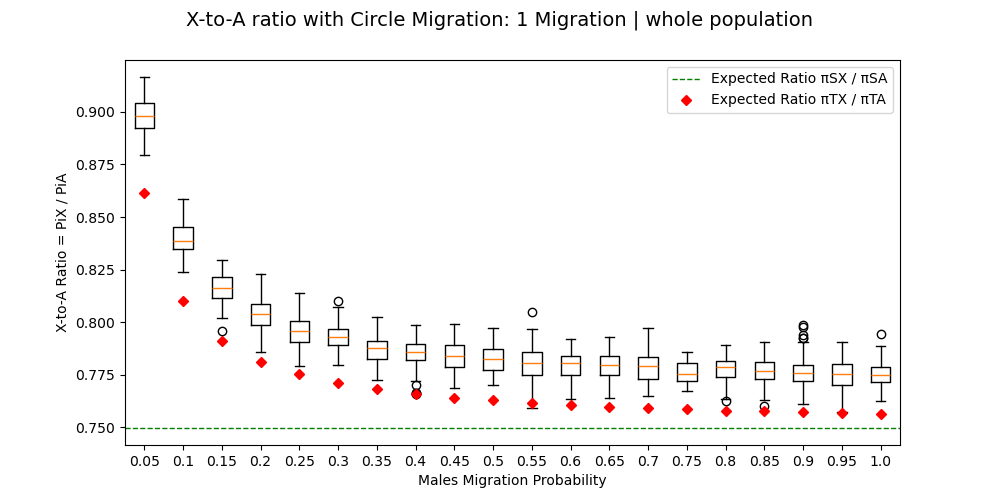 X-to-A ratio with Circle Migration: 1 Migration | whole population
Expected Ratio πSX / πSA
Expected Ratio πTX / πTA
X-to-A Ratio = PiX / PiA
0.900
0.875
0.850
0.825
0.800
0.775
0.750
0.05 0.1 0.15 0.2 0.25 0.3 0.35 0.4 0.45 0.5 0.55 0.6 0.65 0.7 0.75 0.8 0.85 0.9 0.95 1.0
Males Migration Probability